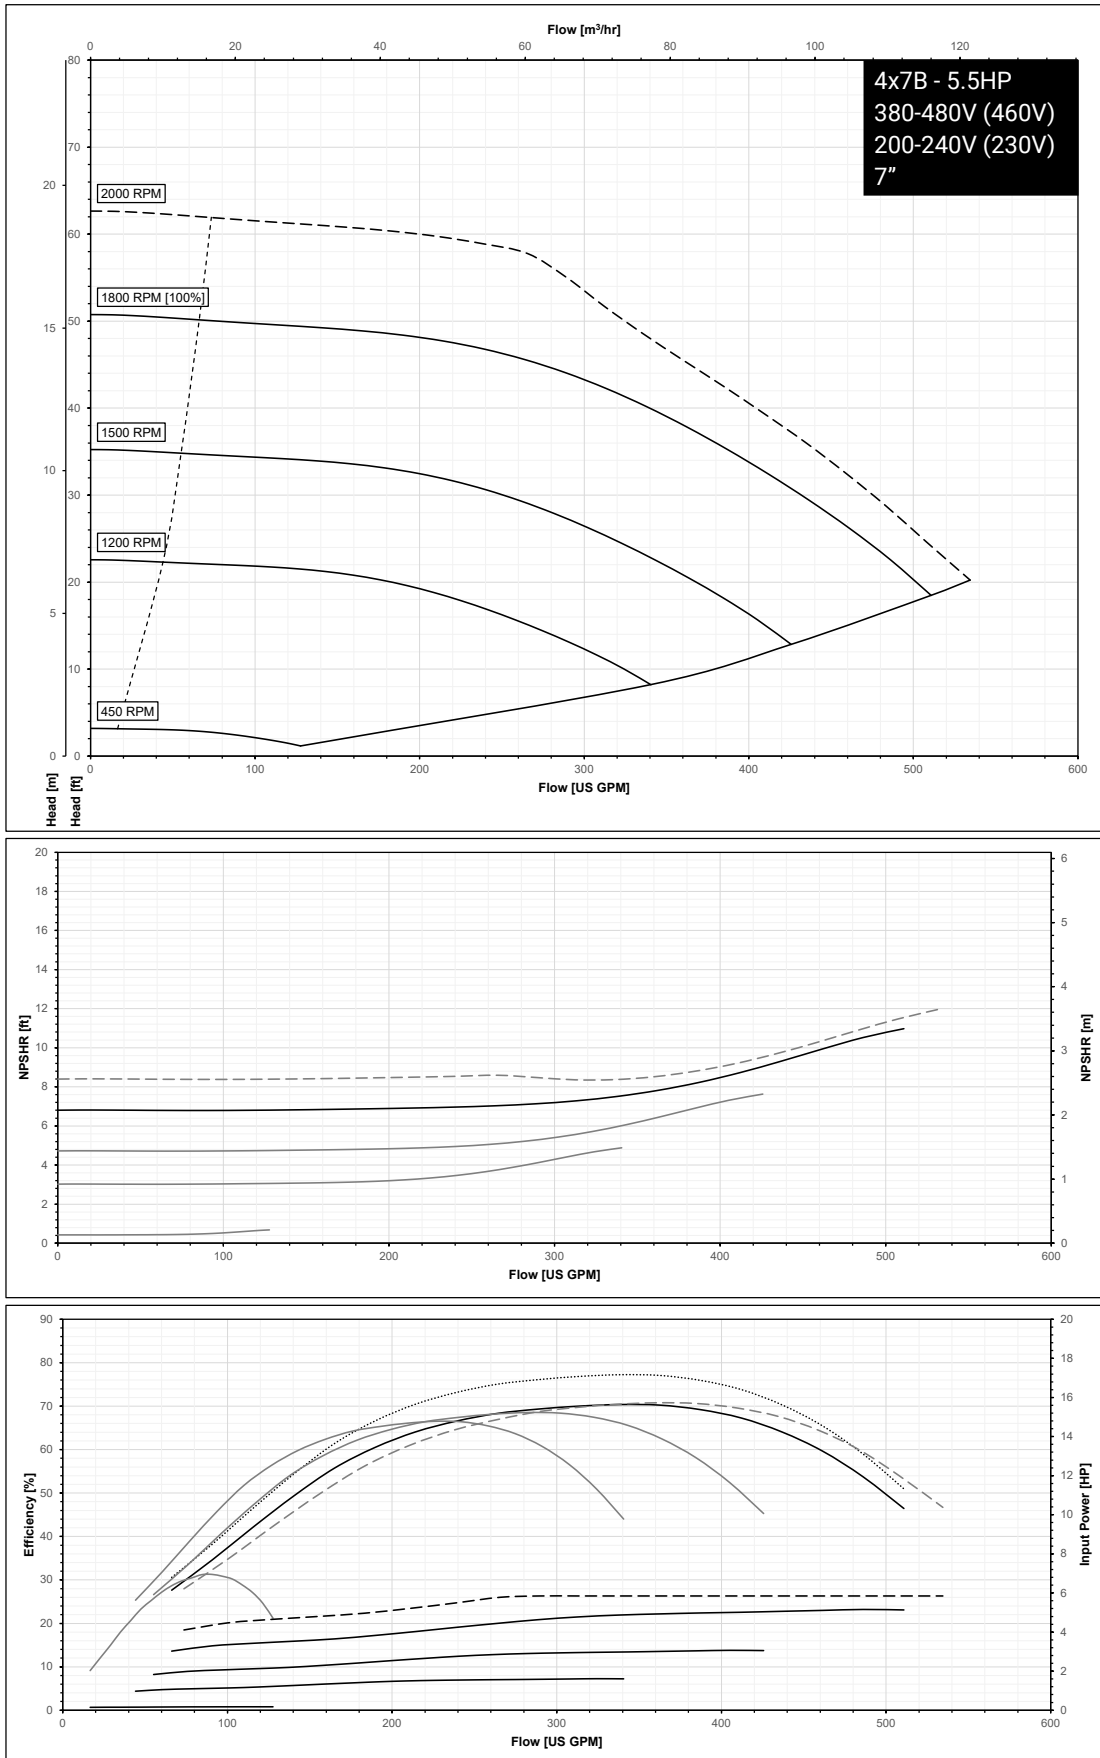 Flow [m³/hr]
0 20 40 60 80 100 120
4x7B - 5.5HP
380-480V (460V)
200-240V (230V)
7”
80
70
60
50
40
30
20
10
0
20
15
10
5
0
2000 RPM
1800 RPM [100%]
1500 RPM
1200 RPM
450 RPM
0 100 200 300 400 500 600
Flow [US GPM]
Head [m]
Head [ft]
20
18
16
14
12
10
8
6
4
2
0
NPSHR [ft]
6
5
4
3
2
1
0
NPSHR [m]
0 100 200 300 400 500 600
Flow [US GPM]
90
80
70
60
50
40
30
20
10
0
Efficiency [%]
20
18
16
14
12
10
8
6
4
2
0
Input Power [HP]
0 100 200 300 400 500 600
Flow [US GPM]